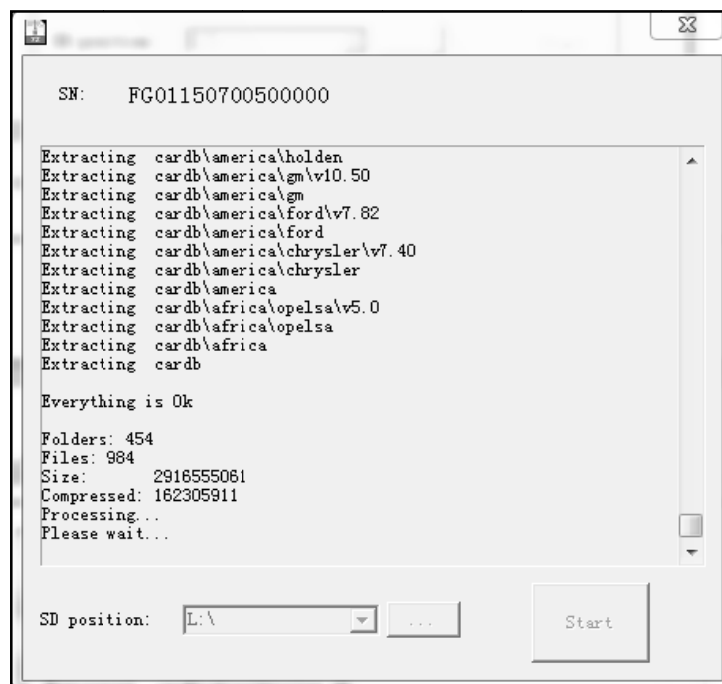 SN: FG01150700500000
Extracting cardb\america\holden
Extracting cardb\america\gm\v10.50
Extracting cardb\america\gm
Extracting cardb\america\ford\v7.82
Extracting cardb\america\ford
Extracting cardb\america\chrysler\v7.40
Extracting cardb\america\chrysler
Extracting cardb\america
Extracting cardb\africa\opelsa\v5.0
Extracting cardb\africa\opelsa
Extracting cardb\africa
Extracting cardb
Everything is Ok
Folders: 454
Files: 984
Size: 2916555061
Compressed: 162305911
Processing...
Please wait...
SD position: L:\ ... Start